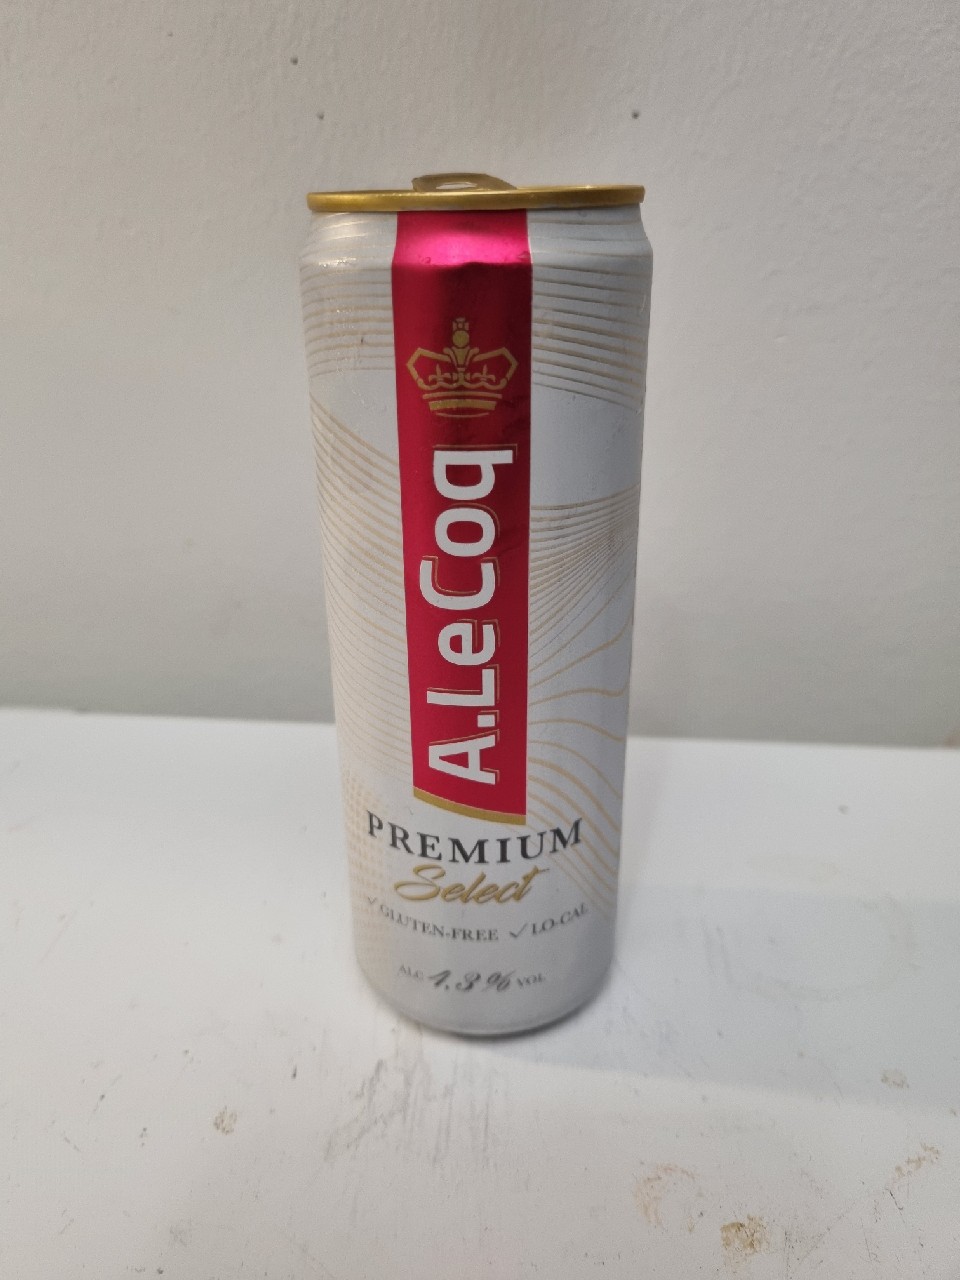 A.LeCoq
PREMIUM
Select
✓ GLUTEN-FREE ✓ LO-CAL
ALC 4.3% VOL